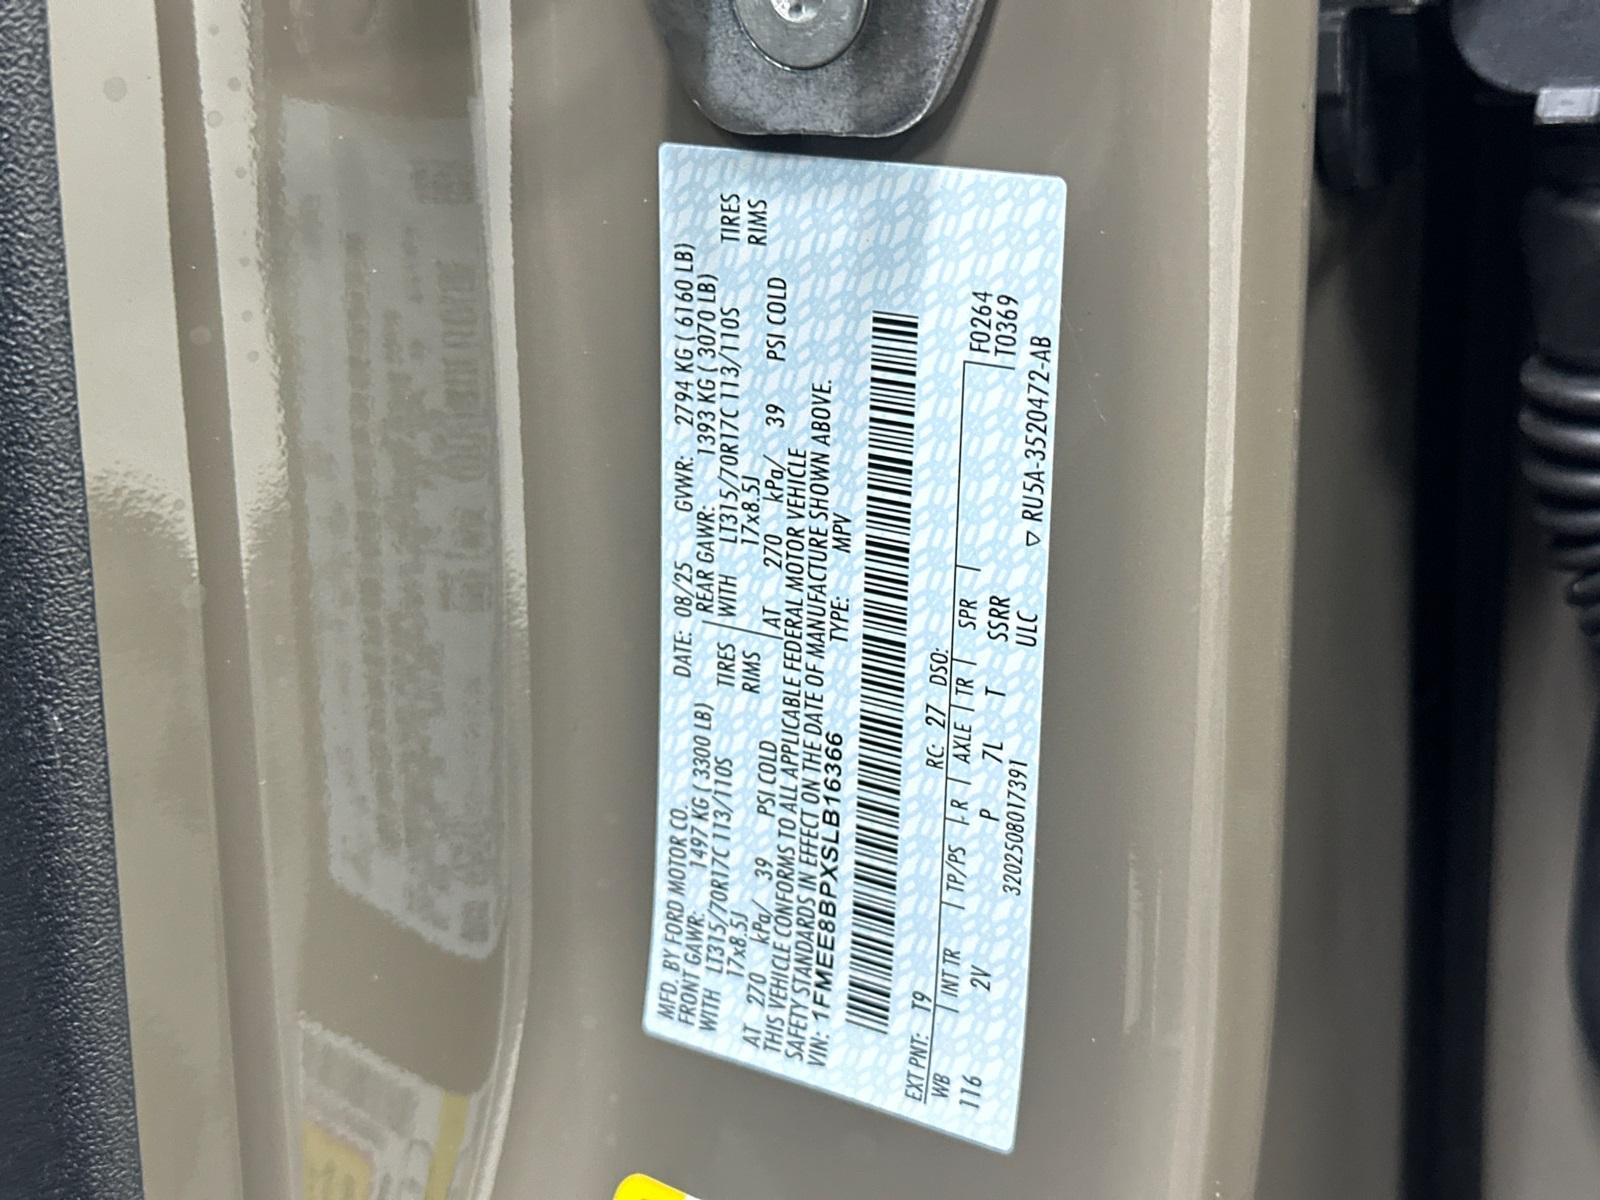 MFD. BY FORD MOTOR CO.
DATE: 08/25 GVWR: 2794 KG ( 6160 LB)
FRONT GAWR: 1497 KG ( 3300 LB) REAR GAWR: 1393 KG ( 3070 LB)
WITH LT315/70R17C 113/110S TIRES WITH LT315/70R17C 113/110S TIRES
17x8.5J RIMS 17x8.5J RIMS
AT 270 kPa/ 39 PSI COLD AT 270 kPa/ 39 PSI COLD
THIS VEHICLE CONFORMS TO ALL APPLICABLE FEDERAL MOTOR VEHICLE
SAFETY STANDARDS IN EFFECT ON THE DATE OF MANUFACTURE SHOWN ABOVE.
VIN: 1FMEE8BPXSLB16366 TYPE: MPV
EXT PNT: T9 RC: 27 DSO:
WB INT TR TP/PS R AXLE TR SPR F0264
116 2V P 7L T SSRR T0369
320250801​7391 ULC ▽ RU5A-3520472-AB